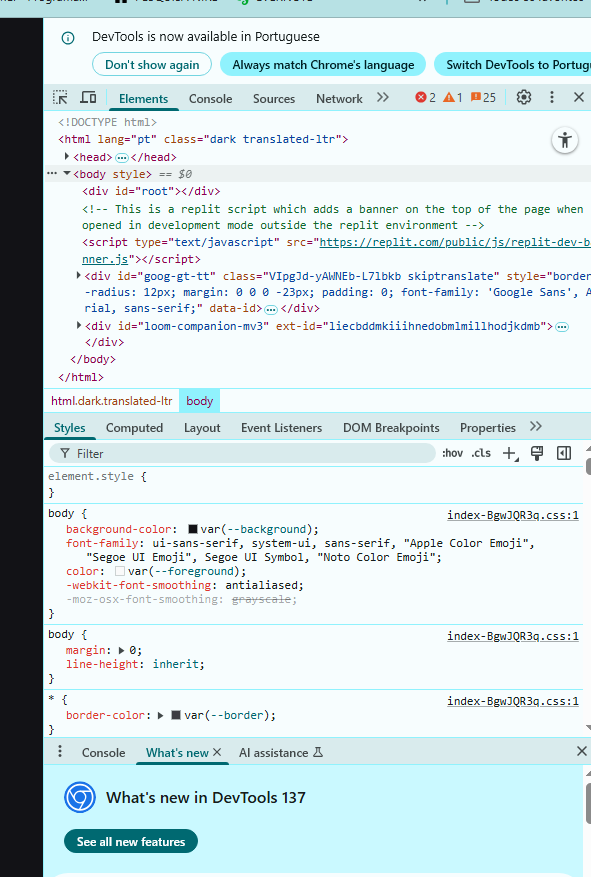 DevTools is now available in Portuguese
Don't show again Always match Chrome's language Switch DevTools to Portug
Elements Console Sources Network 2 1 25
<!DOCTYPE html>
<html lang="pt" class="dark translated-ltr">
<head> … </head>
… <body style> == $0
<div id="root"></div>
<!-- This is a replit script which adds a banner on the top of the page when
opened in development mode outside the replit environment -->
<script type="text/javascript" src="https://replit.com/public/js/replit-dev-b
nner.js"></script>
<div id="goog-gt-tt" class="VIpgJd-yAWNEb-L7lbkb skiptranslate" style="border
-radius: 12px; margin: 0 0 0 -23px; padding: 0; font-family: 'Google Sans', A
rial, sans-serif;" data-id> … </div>
<div id="loom-companion-mv3" ext-id="liecbddmkiiihnedobmlmillhodjkdmb"> …
</div>
</body>
</html>
html.dark.translated-ltr body
Styles Computed Layout Event Listeners DOM Breakpoints Properties
Filter :hov .cls
element.style {
}
body { index-BgwJQR3q.css:1
background-color: var(--background);
font-family: ui-sans-serif, system-ui, sans-serif, "Apple Color Emoji",
"Segoe UI Emoji", Segoe UI Symbol, "Noto Color Emoji";
color: var(--foreground);
-webkit-font-smoothing: antialiased;
-moz-osx-font-smoothing: grayscale;
}
body { index-BgwJQR3q.css:1
margin: 0;
line-height: inherit;
}
* { index-BgwJQR3q.css:1
border-color: var(--border);
}
Console What's new AI assistance
What's new in DevTools 137
See all new features